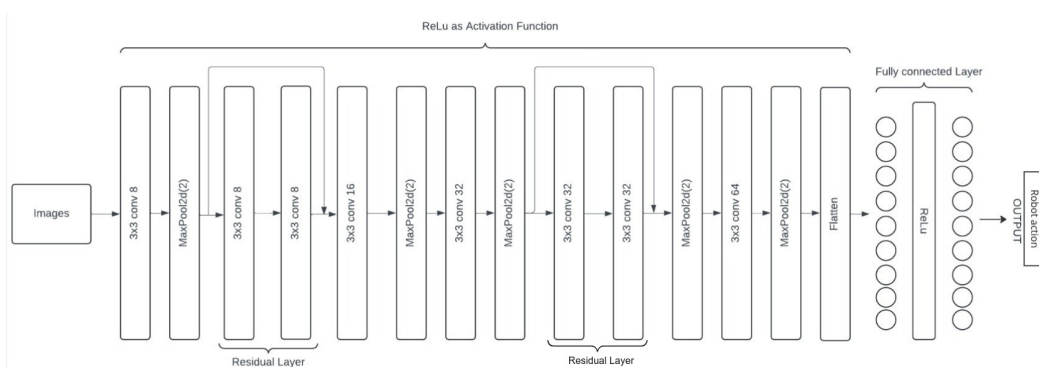 ReLu as Activation Function
Fully connected Layer
Images
3x3 conv 8
MaxPool2d(2)
3x3 conv 8
3x3 conv 8
3x3 conv 16
MaxPool2d(2)
3x3 conv 32
MaxPool2d(2)
3x3 conv 32
3x3 conv 32
MaxPool2d(2)
3x3 conv 64
MaxPool2d(2)
Flatten
ReLu
Robot action
OUTPUT
Residual Layer
Residual Layer